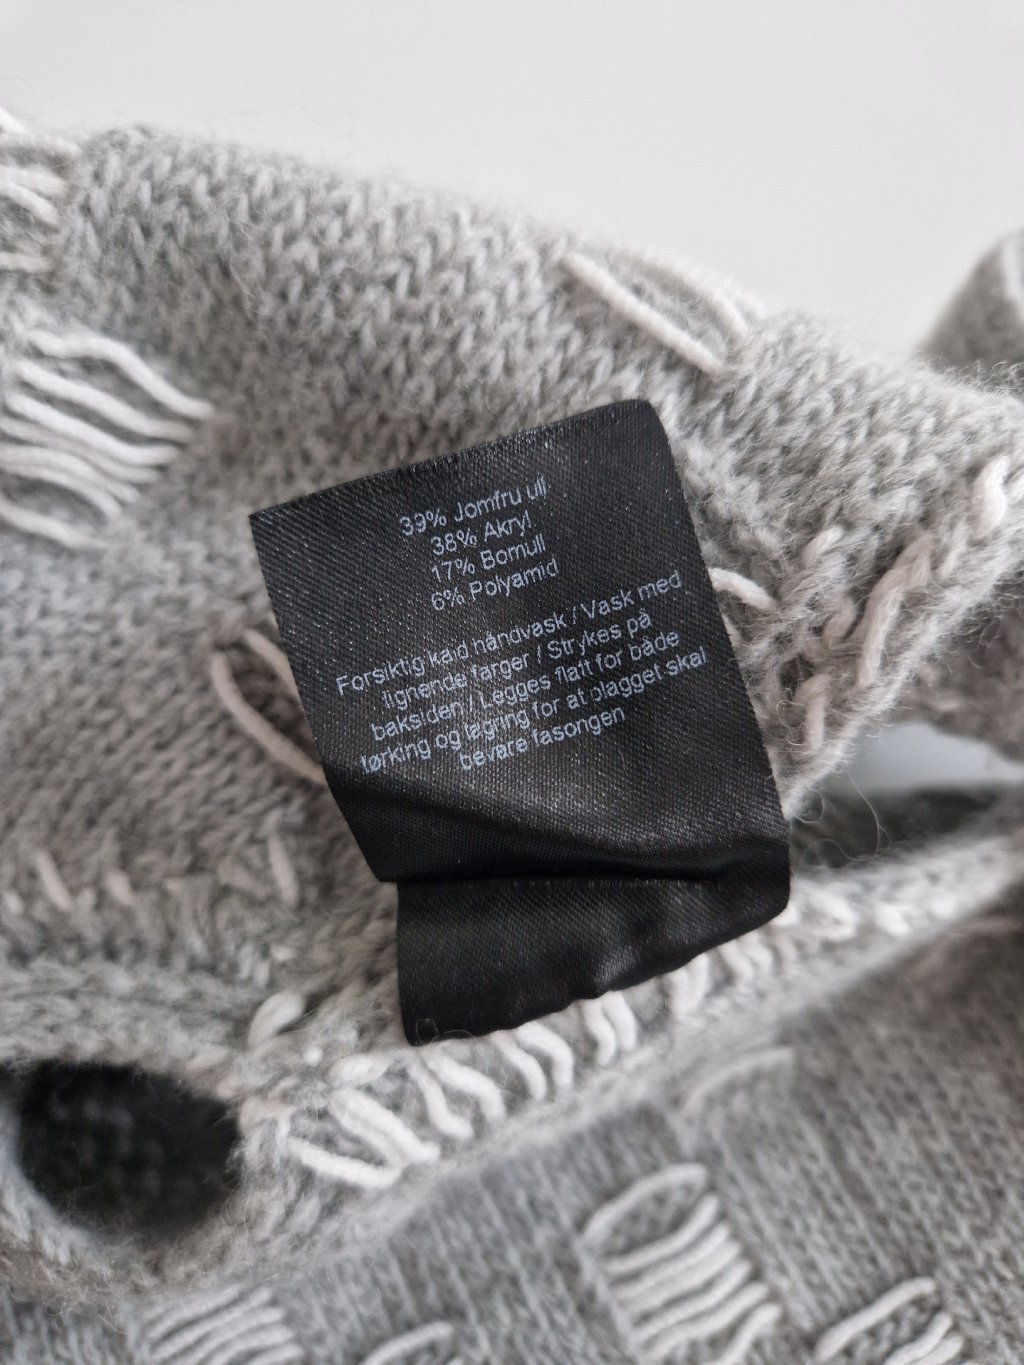 39% Jomfru ull
38% Akryl
17% Bomull
6% Polyamid
Forsiktig kald håndvask / Vask med
lignende farger / Strykes på
baksiden / Legges flatt for både
tørking og lagring for at plagget skal
bevare fasongen